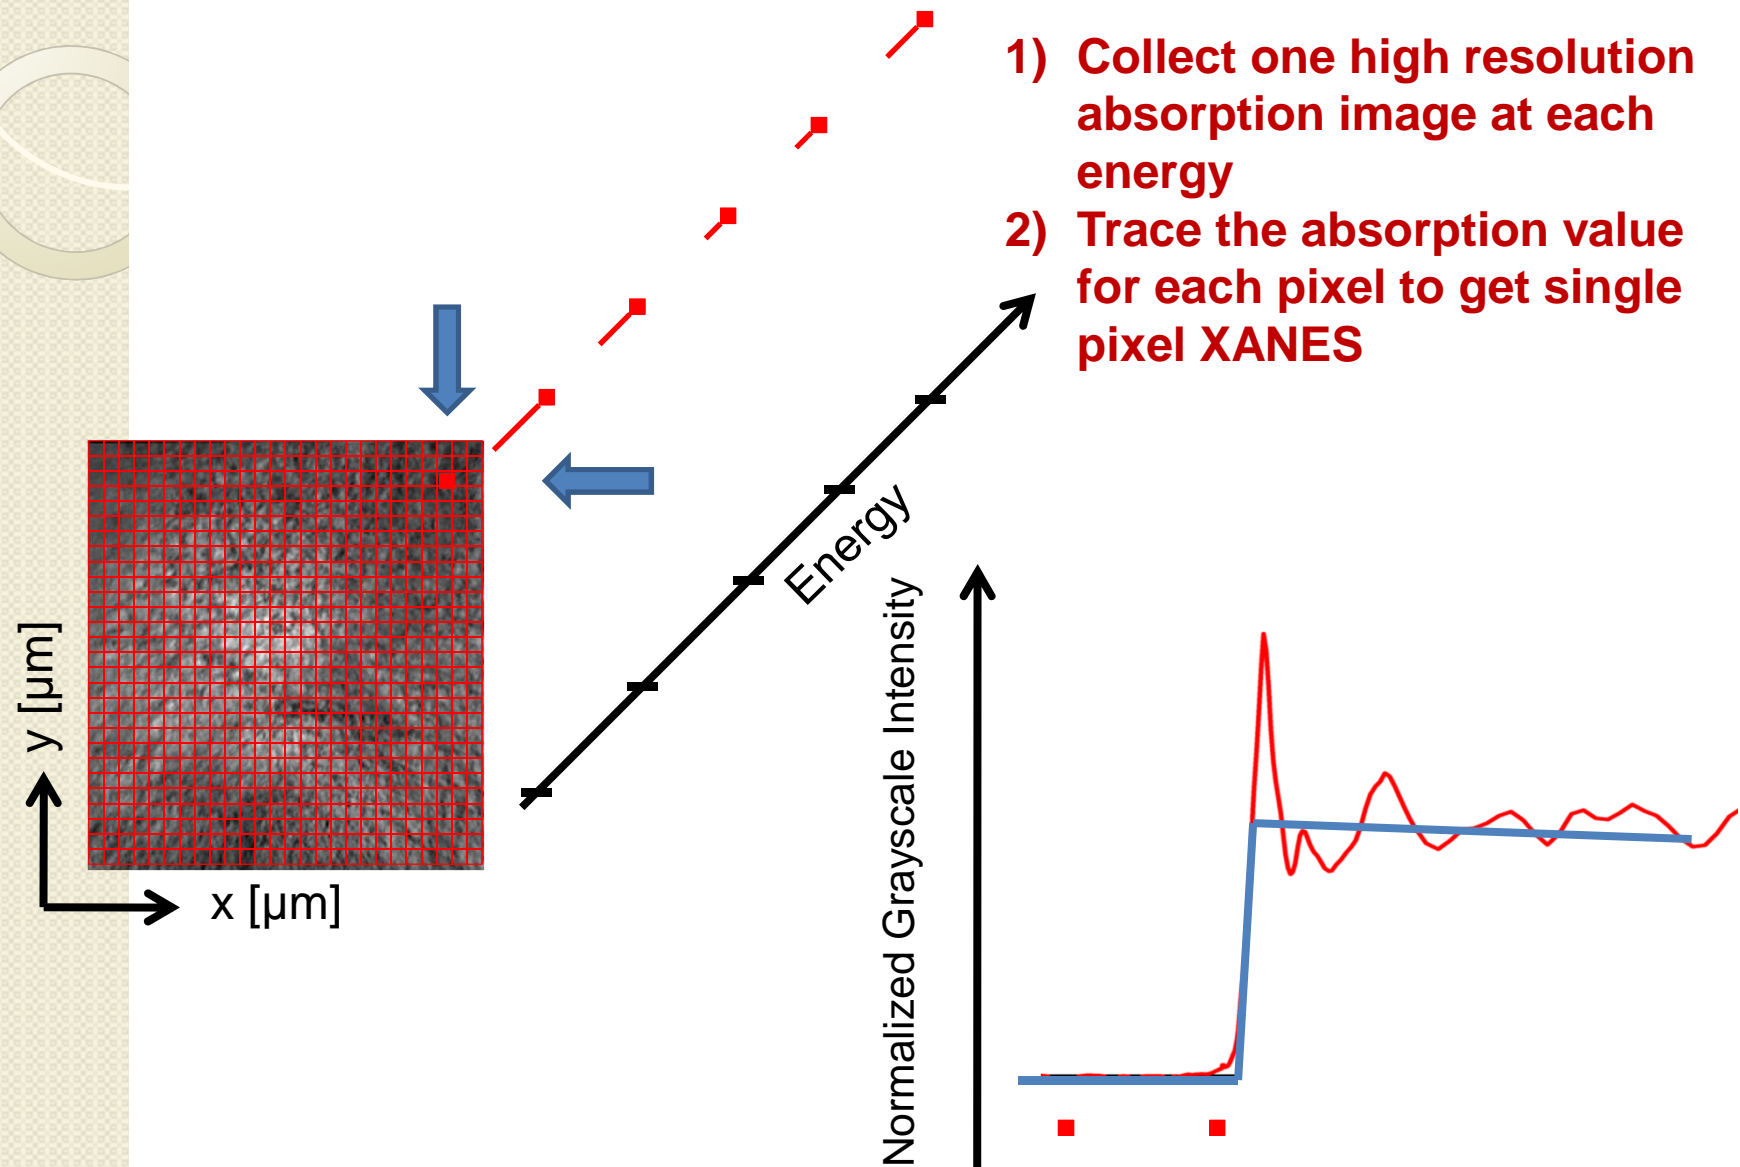 1) Collect one high resolution
absorption image at each
energy
2) Trace the absorption value
for each pixel to get single
pixel XANES
Energy
Normalized Grayscale Intensity
y [µm]
x [µm]